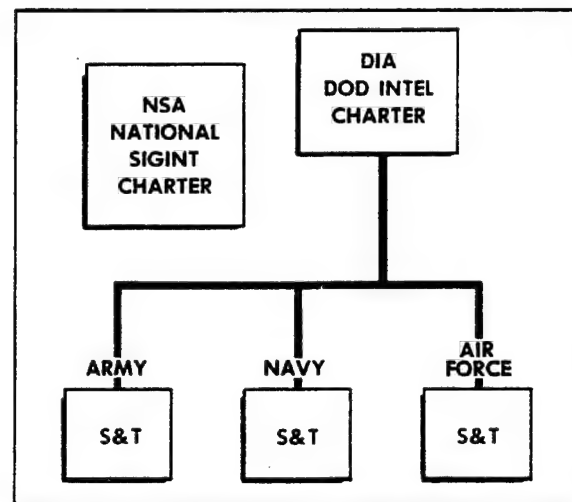 NSA
NATIONAL
SIGINT
CHARTER
DIA
DOD INTEL
CHARTER
ARMY
NAVY
AIR
FORCE
S&T
S&T
S&T